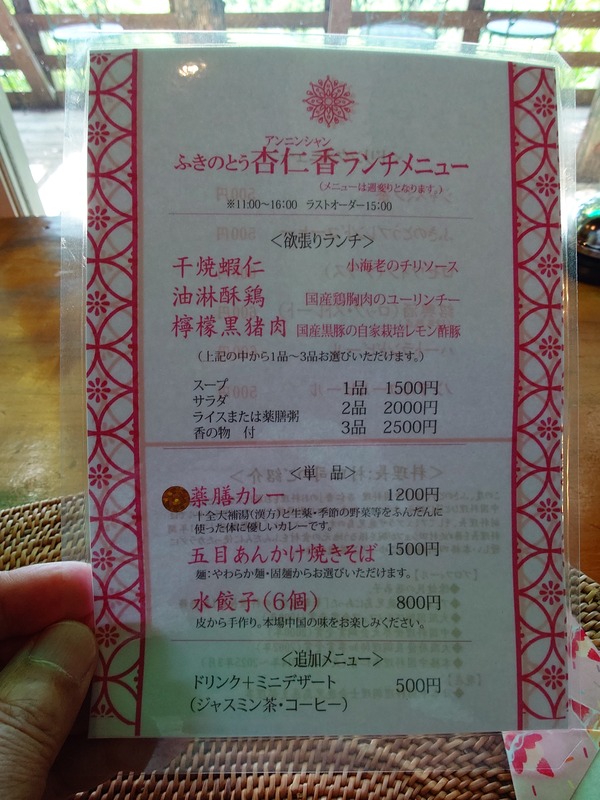 アンニンシャン
ふきのとう杏仁香ランチメニュー
(メニューは週変りとなります。)
※11:00～16:00 ラストオーダー15:00
＜欲張りランチ＞
干焼蝦仁 小海老のチリソース
油淋酥鶏 国産鶏胸肉のユーリンチー
檸檬黒猪肉 国産黒豚の自家栽培レモン酢豚
(上記の中から1品～3品お選びいただけます。)
スープ 1品 1500円
サラダ 2品 2000円
ライスまたは薬膳粥 3品 2500円
香の物 付
＜単 品＞
薬膳カレー 1200円
十全大補湯(漢方)と生薬・季節の野菜等をふんだんに
使った体に優しいカレーです。
五目あんかけ焼きそば 1500円
麺:やわらか麺・固麺からお選びいただけます。
水餃子(6個) 800円
皮から手作り。本場中国の味をお楽しみください。
＜追加メニュー＞
ドリンク＋ミニデザート 500円
(ジャスミン茶・コーヒー)